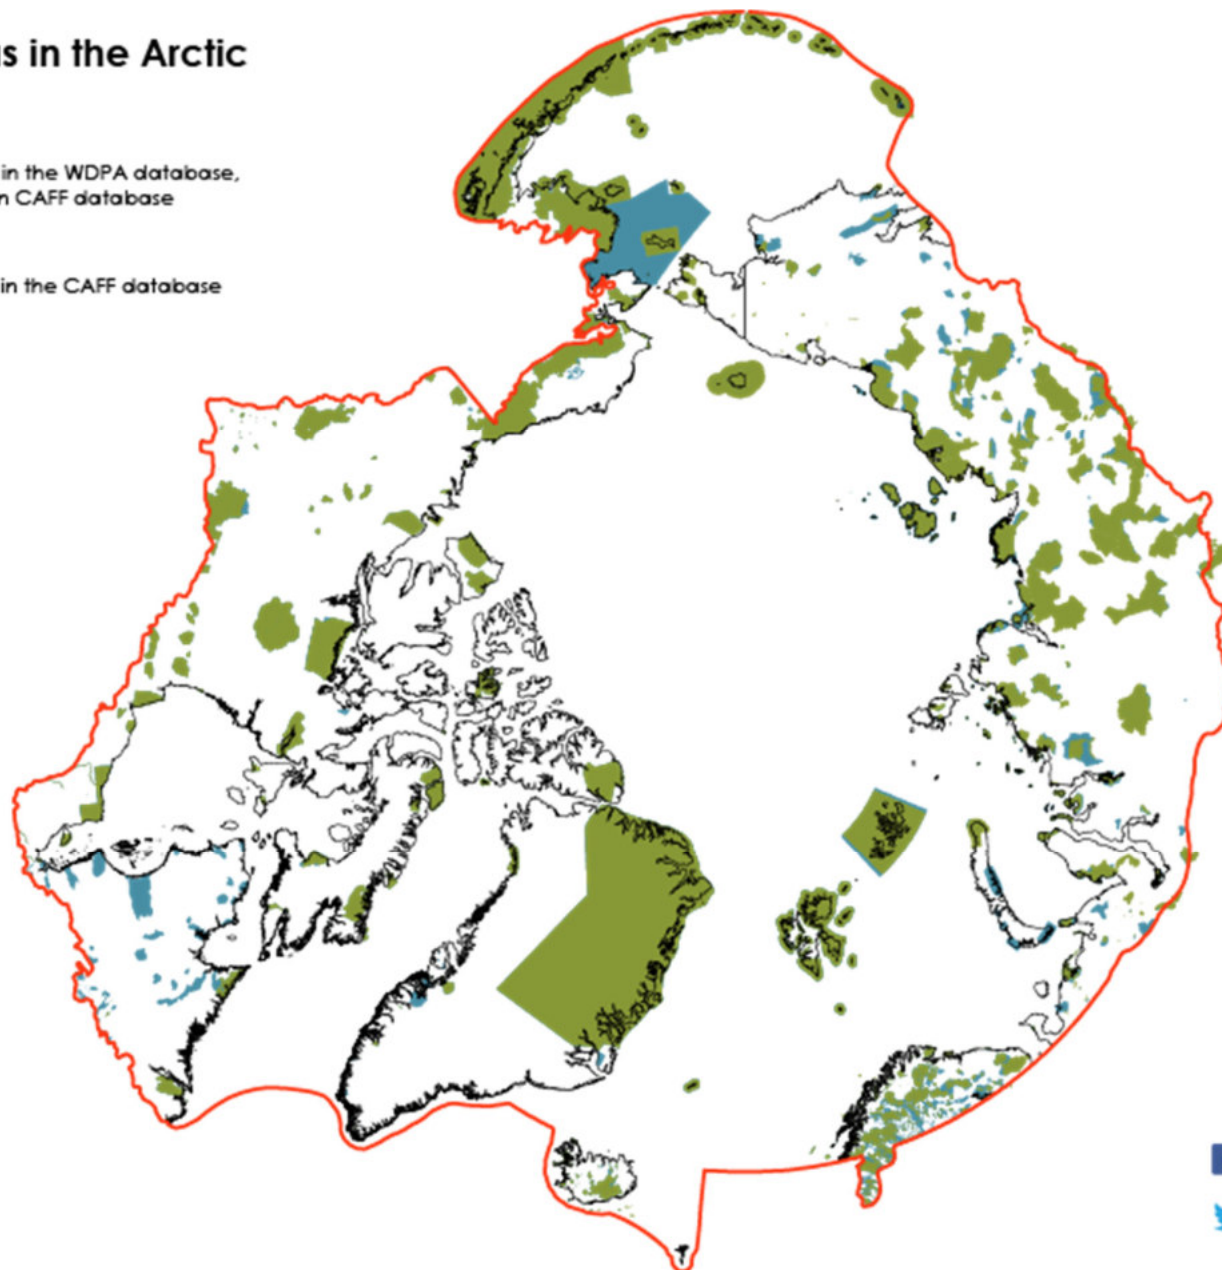 s in the Arctic
in the WDPA database,
n CAFF database
in the CAFF database